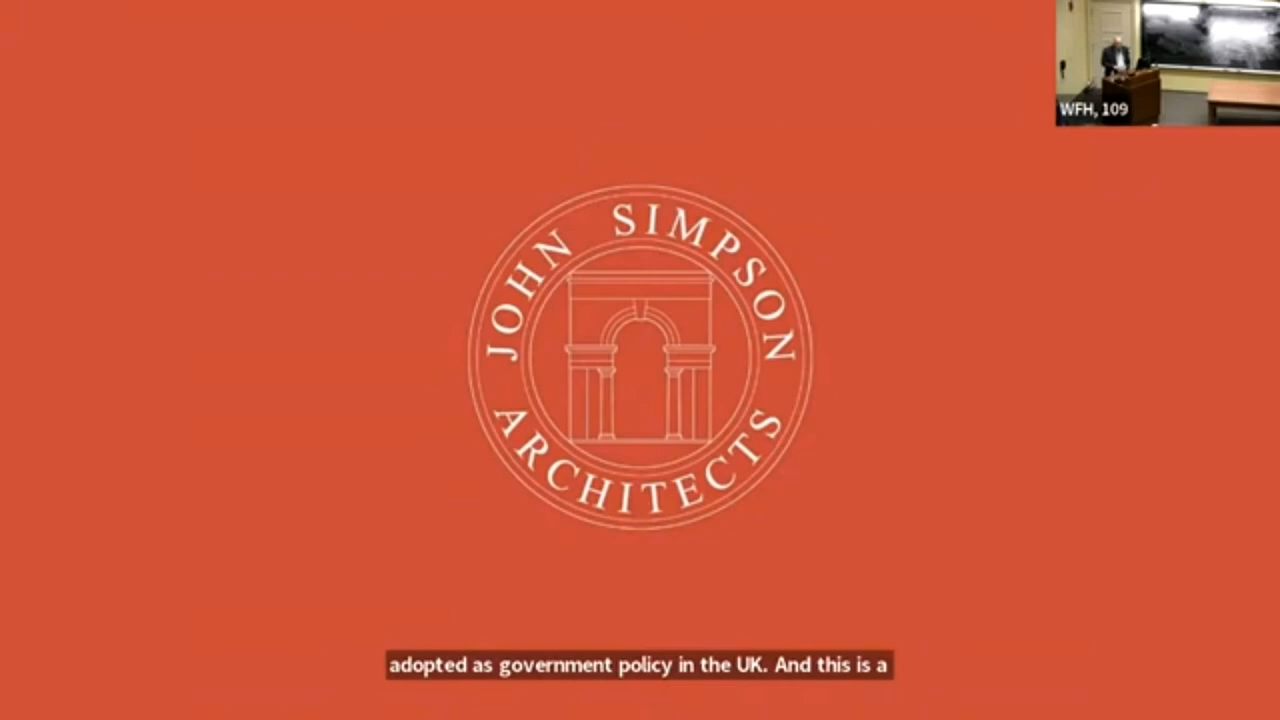 WFH, 109
JOHN SIMPSON
ARCHITECTS
adopted as government policy in the UK. And this is a